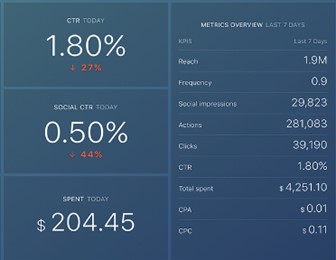 CTR TODAY
1.80%
↓ 27%
SOCIAL CTR TODAY
0.50%
↓ 44%
SPENT TODAY
$ 204.45
METRICS OVERVIEW LAST 7 DAYS
KPIS Last 7 Days
Reach 1.9M
Frequency 0.9
Social impressions 29,823
Actions 281,083
Clicks 39,190
CTR 1.80%
Total spent $ 4,251.10
CPA $ 0.01
CPC $ 0.11